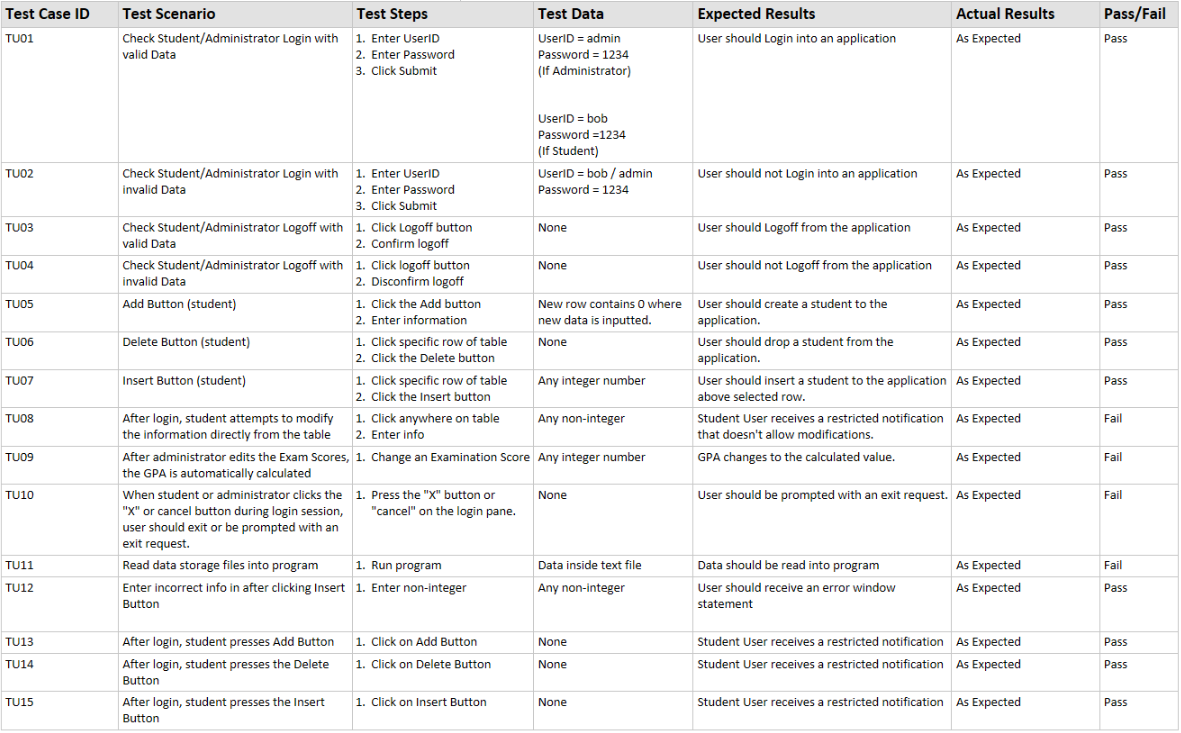 Test Case ID Test Scenario Test Steps Test Data Expected Results Actual Results Pass/Fail
TU01 Check Student/Administrator Login with 1. Enter UserID UserID = admin User should Login into an application As Expected Pass
valid Data 2. Enter Password Password = 1234
3. Click Submit (If Administrator)
UserID = bob
Password =1234
(If Student)
TU02 Check Student/Administrator Login with 1. Enter UserID UserID = bob / admin User should not Login into an application As Expected Pass
invalid Data 2. Enter Password Password = 1234
3. Click Submit
TU03 Check Student/Administrator Logoff with 1. Click Logoff button None User should Logoff from the application As Expected Pass
valid Data 2. Confirm logoff
TU04 Check Student/Administrator Logoff with 1. Click logoff button None User should not Logoff from the application As Expected Pass
invalid Data 2. Disconfirm logoff
TU05 Add Button (student) 1. Click the Add button New row contains 0 where User should create a student to the As Expected Pass
2. Enter information new data is inputted. application.
TU06 Delete Button (student) 1. Click specific row of table None User should drop a student from the As Expected Pass
2. Click the Delete button application.
TU07 Insert Button (student) 1. Click specific row of table Any integer number User should insert a student to the application As Expected Pass
2. Click the Insert button above selected row.
TU08 After login, student attempts to modify 1. Click anywhere on table Any non-integer Student User receives a restricted notification As Expected Fail
the information directly from the table 2. Enter info that doesn't allow modifications.
TU09 After administrator edits the Exam Scores, 1. Change an Examination Score Any integer number GPA changes to the calculated value. As Expected Fail
the GPA is automatically calculated
TU10 When student or administrator clicks the 1. Press the "X" button or None User should be prompted with an exit request. As Expected Fail
"X" or cancel button during login session, "cancel" on the login pane.
user should exit or be prompted with an
exit request.
TU11 Read data storage files into program 1. Run program Data inside text file Data should be read into program As Expected Fail
TU12 Enter incorrect info in after clicking Insert 1. Enter non-integer Any non-integer User should receive an error window As Expected Pass
Button statement
TU13 After login, student presses Add Button 1. Click on Add Button None Student User receives a restricted notification As Expected Pass
TU14 After login, student presses the Delete 1. Click on Delete Button None Student User receives a restricted notification As Expected Pass
Button
TU15 After login, student presses the Insert 1. Click on Insert Button None Student User receives a restricted notification As Expected Pass
Button